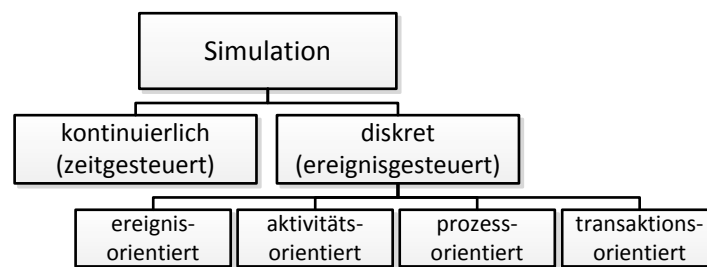 Simulation
kontinuierlich
(zeitgesteuert)
diskret
(ereignisgesteuert)
ereignis-
orientiert
aktivitäts-
orientiert
prozess-
orientiert
transaktions-
orientiert